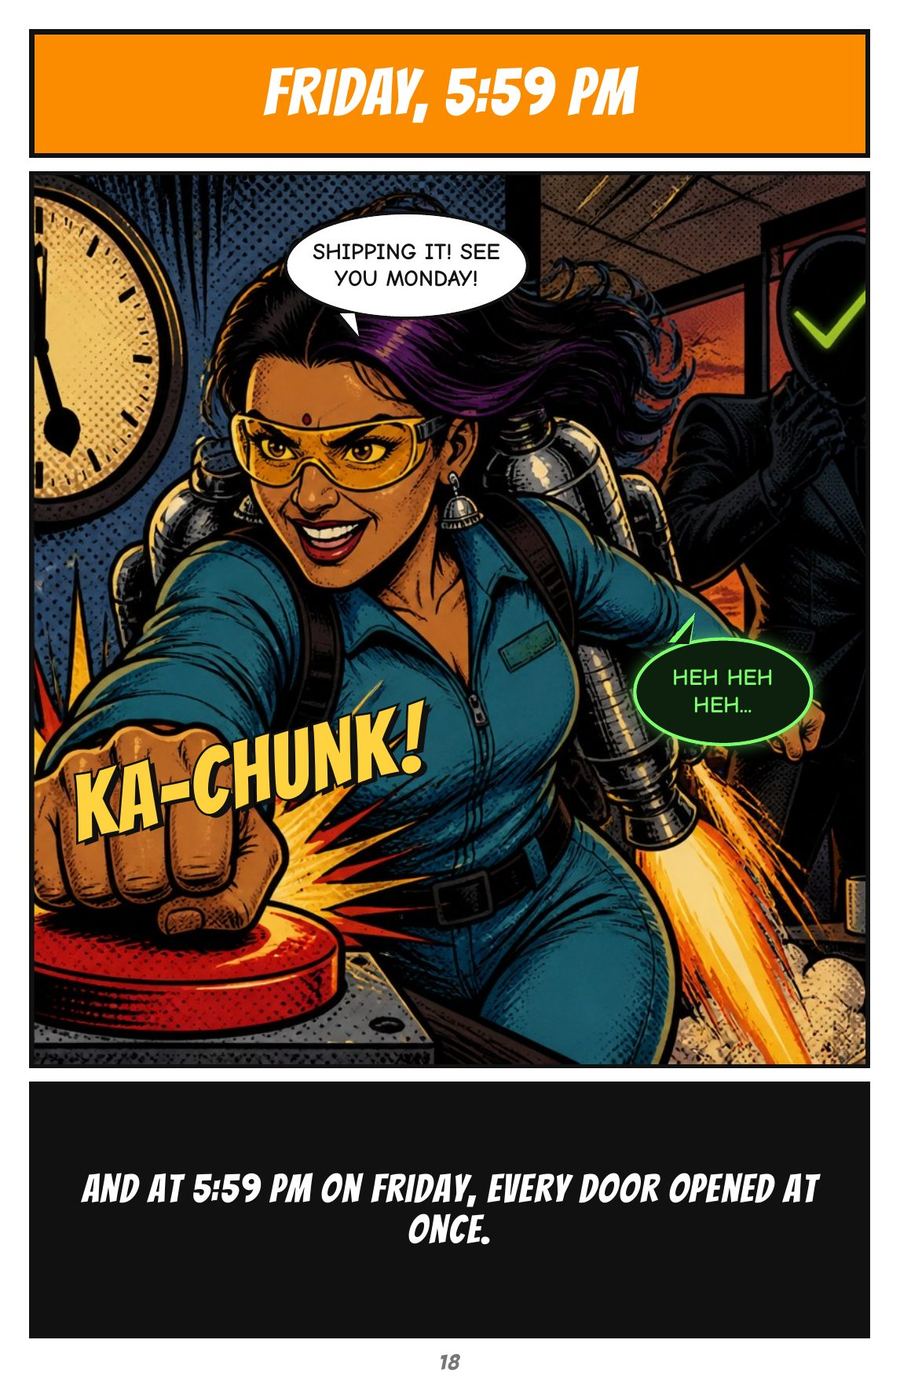 FRIDAY, 5:59 PM
SHIPPING IT! SEE
YOU MONDAY!
HEH HEH
HEH...
KA-CHUNK!
AND AT 5:59 PM ON FRIDAY, EVERY DOOR OPENED AT
ONCE.
18